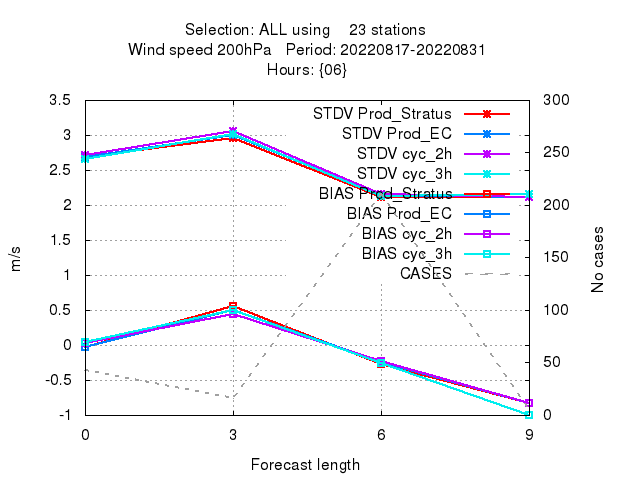 Selection: ALL using 23 stations
Wind speed 200hPa Period: 20220817-20220831
Hours: {06}
3.5
3
2.5
2
1.5
1
0.5
0
-0.5
-1
m/s
STDV Prod_Stratus
STDV Prod_EC
STDV cyc_2h
STDV cyc_3h
BIAS Prod_Stratus
BIAS Prod_EC
BIAS cyc_2h
BIAS cyc_3h
CASES
300
250
200
150
100
50
0
No cases
0 3 6 9
Forecast length